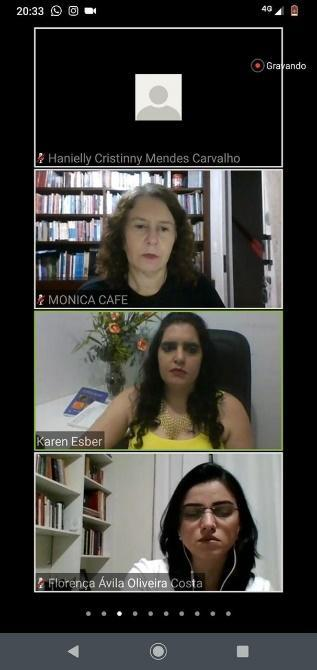 20:33
4G
Gravando
Hanielly Cristinny Mendes Carvalho
MONICA CAFE
Karen Esber
Florença Ávila Oliveira Costa